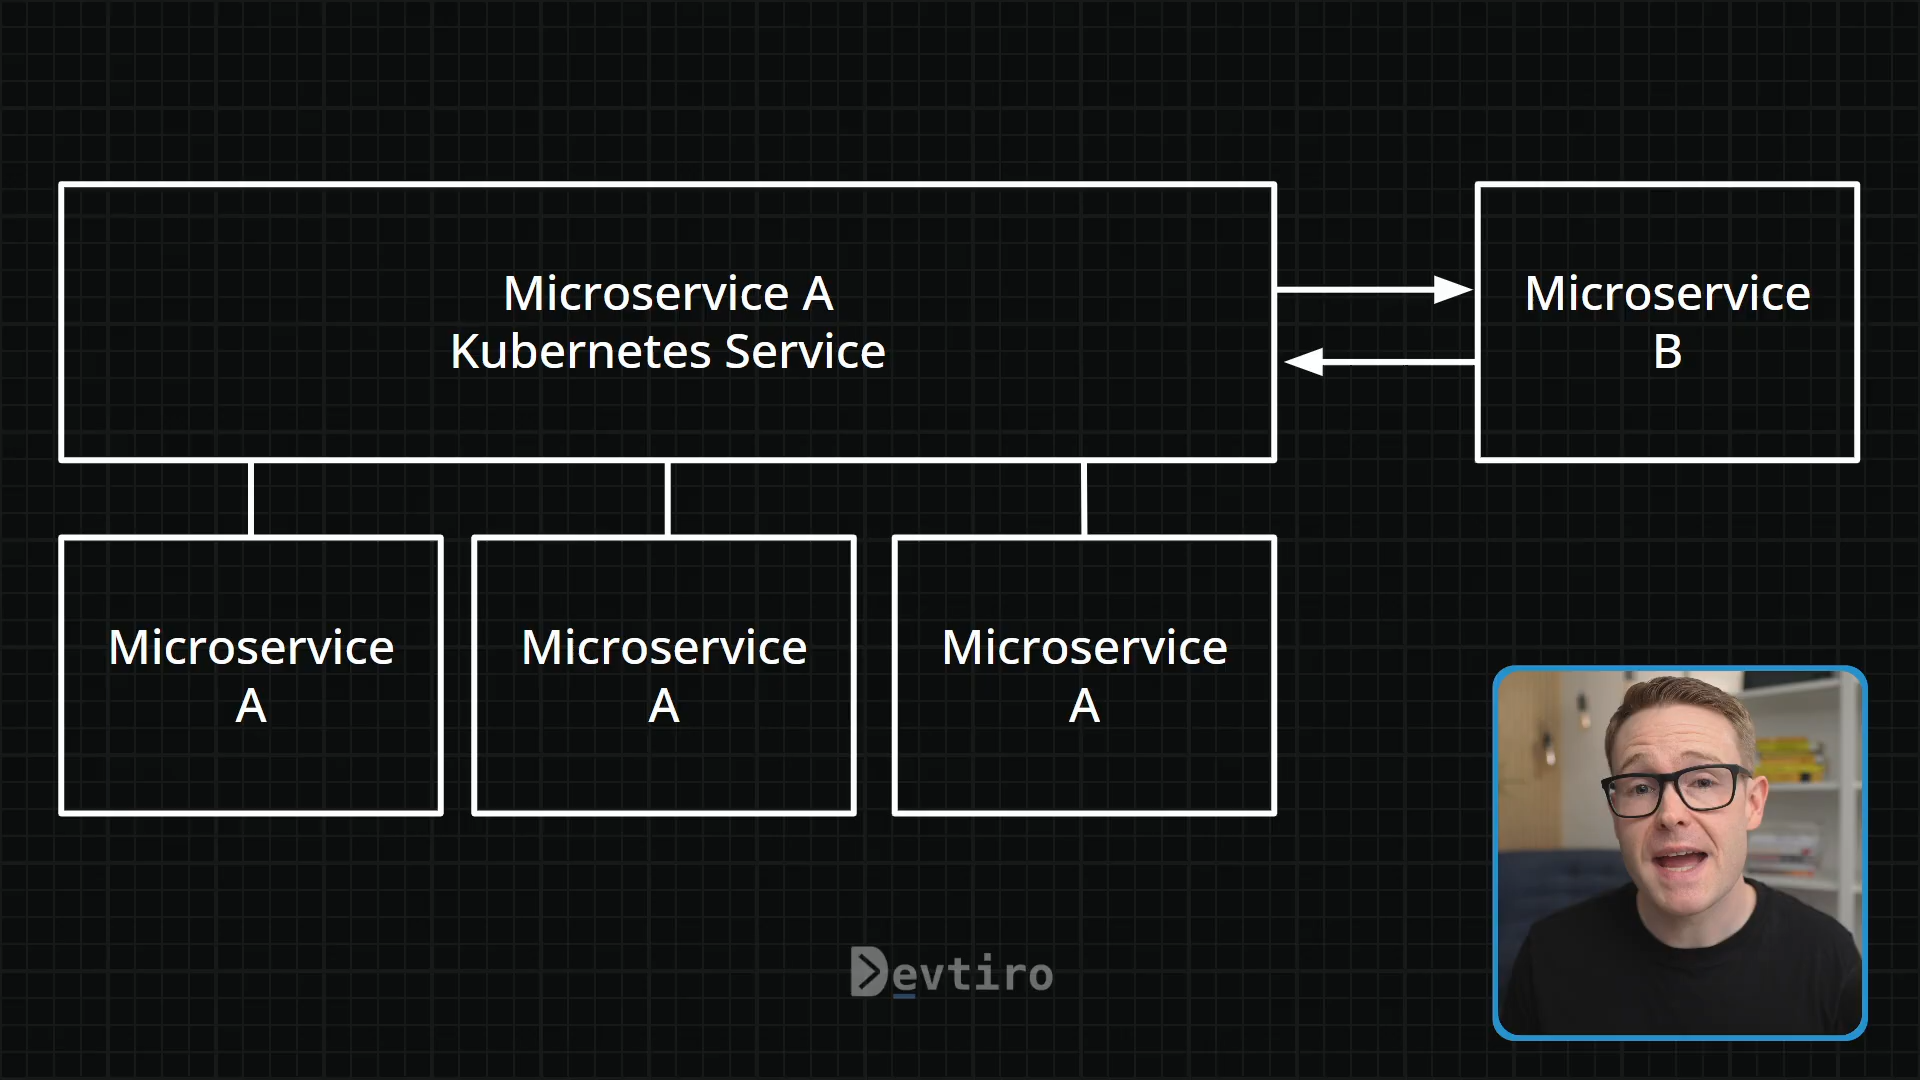 Microservice A
Kubernetes Service
Microservice
B
Microservice
A
Microservice
A
Microservice
A
Devtiro